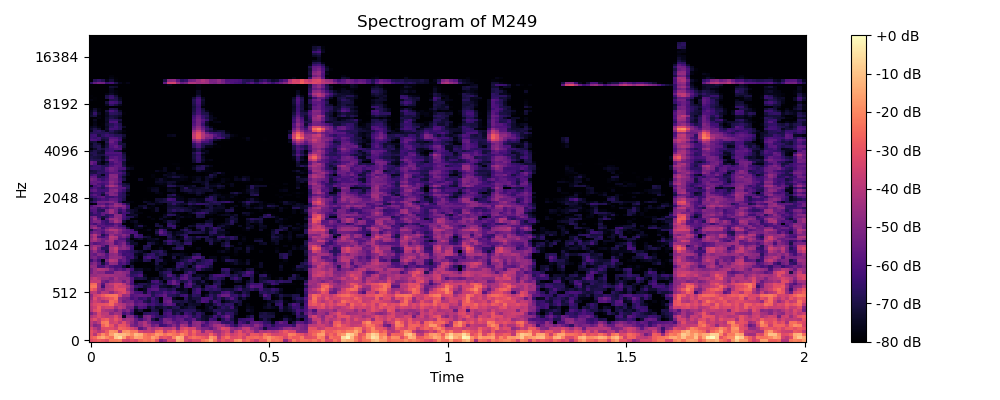 Spectrogram of M249
Hz
16384
8192
4096
2048
1024
512
0
0
0.5
1
1.5
2
Time
+0 dB
-10 dB
-20 dB
-30 dB
-40 dB
-50 dB
-60 dB
-70 dB
-80 dB